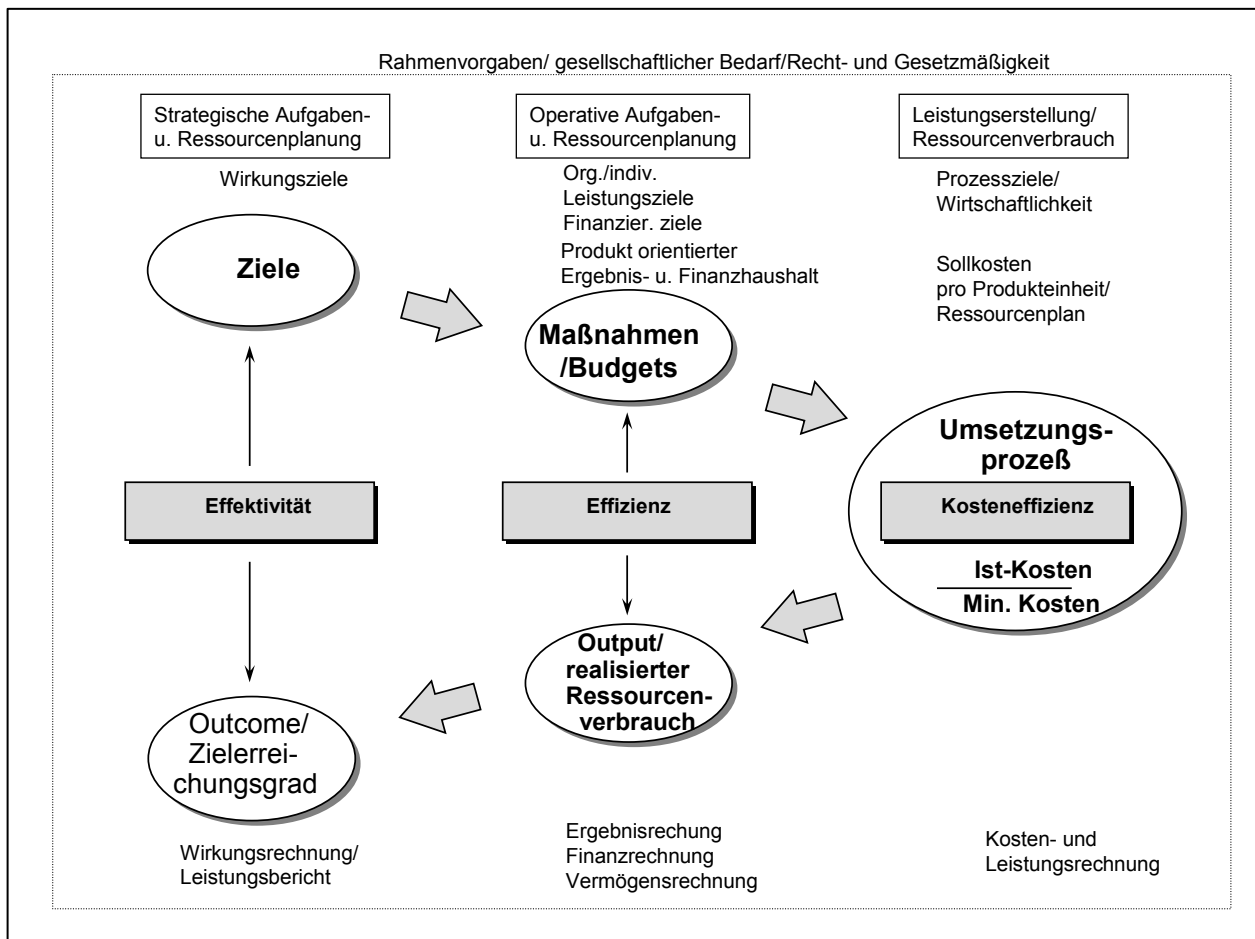 Rahmenvorgaben/ gesellschaftlicher Bedarf/Recht- und Gesetzmäßigkeit
Strategische Aufgaben-
u. Ressourcenplanung
Wirkungsziele
Ziele
Effektivität
Outcome/
Zielerrei-
chungsgrad
Wirkungsrechnung/
Leistungsbericht
Operative Aufgaben-
u. Ressourcenplanung
Org./indiv.
Leistungsziele
Finanzier. ziele
Produkt orientierter
Ergebnis- u. Finanzhaushalt
Maßnahmen
/Budgets
Effizienz
Output/
realisierter
Ressourcen-
verbrauch
Ergebnisrechung
Finanzrechnung
Vermögensrechnung
Leistungserstellung/
Ressourcenverbrauch
Prozessziele/
Wirtschaftlichkeit
Sollkosten
pro Produkteinheit/
Ressourcenplan
Umsetzungs-
prozeß
Kosteneffizienz
Ist-Kosten
Min. Kosten
Kosten- und
Leistungsrechnung